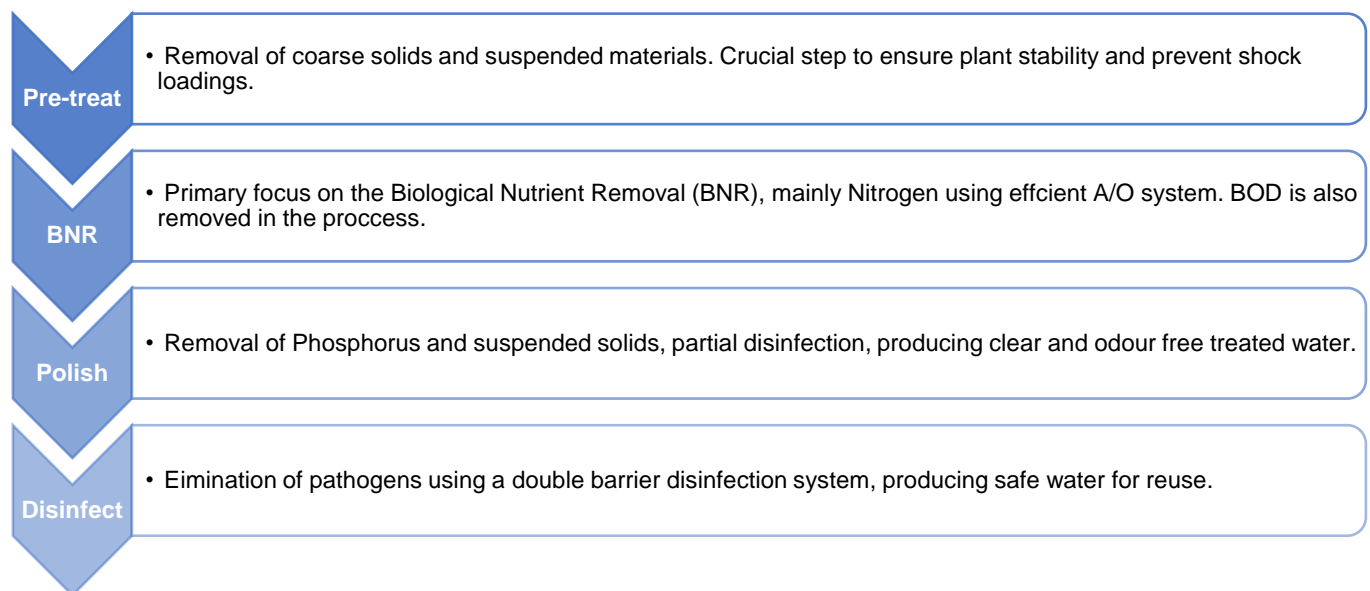 Pre-treat
• Removal of coarse solids and suspended materials. Crucial step to ensure plant stability and prevent shock
loadings.
BNR
• Primary focus on the Biological Nutrient Removal (BNR), mainly Nitrogen using effcient A/O system. BOD is also
removed in the proccess.
Polish
• Removal of Phosphorus and suspended solids, partial disinfection, producing clear and odour free treated water.
Disinfect
• Eimination of pathogens using a double barrier disinfection system, producing safe water for reuse.